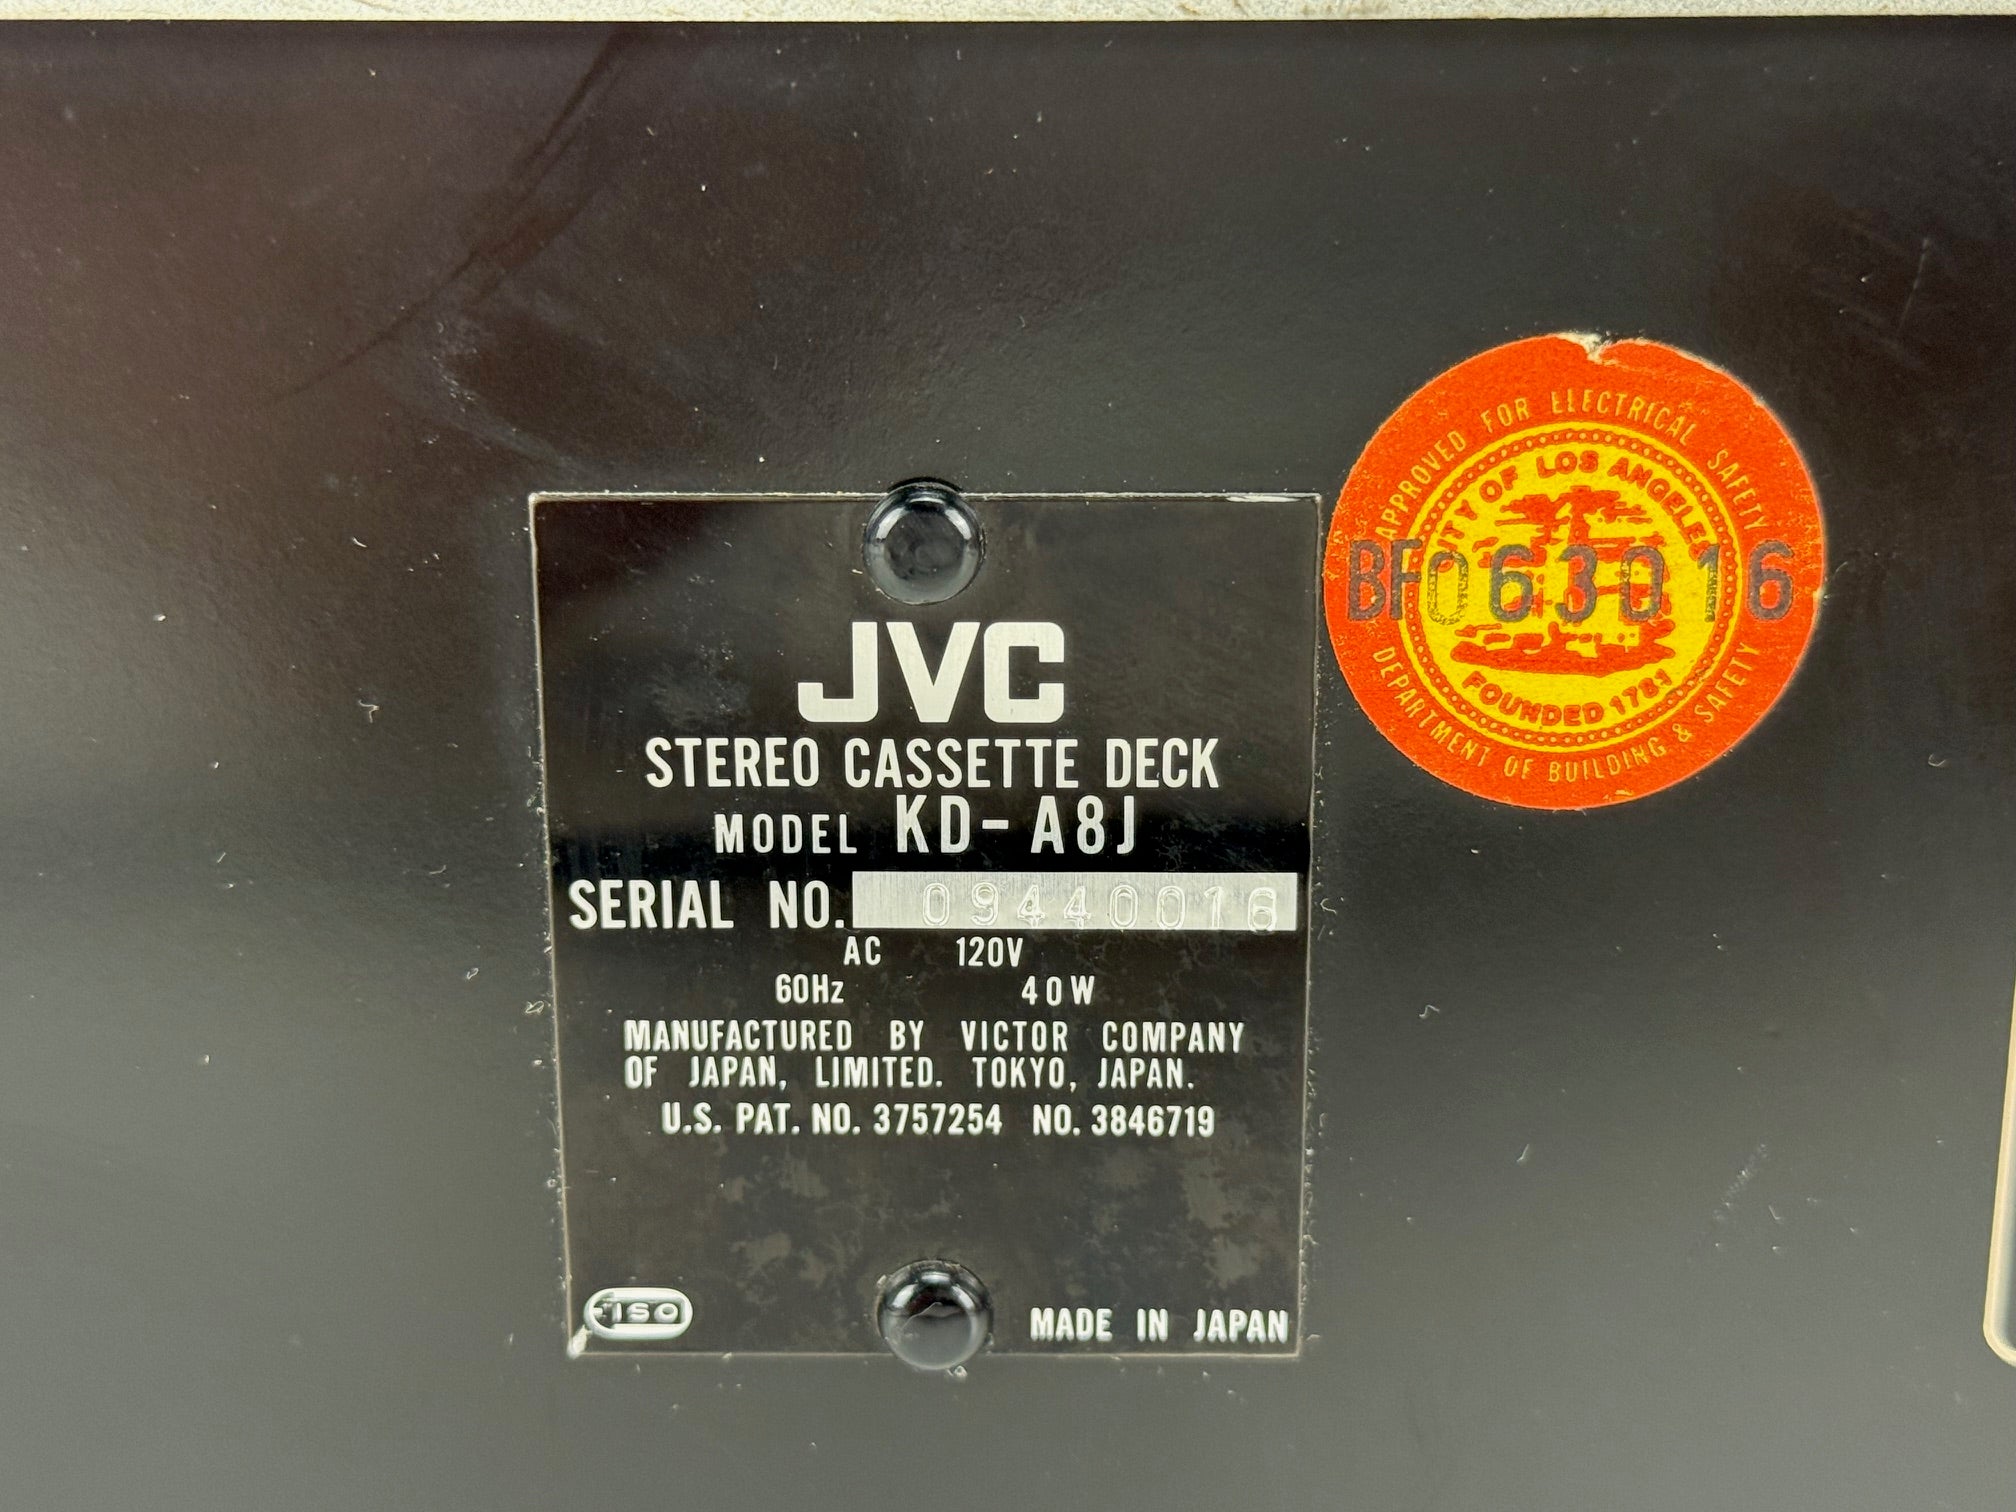 JVC
STEREO CASSETTE DECK
MODEL KD-A8J
SERIAL NO. 09440016
AC 120V
60Hz 40W
MANUFACTURED BY VICTOR COMPANY
OF JAPAN, LIMITED. TOKYO, JAPAN.
U.S. PAT. NO. 3757254 NO. 3846719
MADE IN JAPAN
APPROVED FOR ELECTRICAL SAFETY
CITY OF LOS ANGELES
BF063016
FOUNDED 1781
DEPARTMENT OF BUILDING & SAFETY